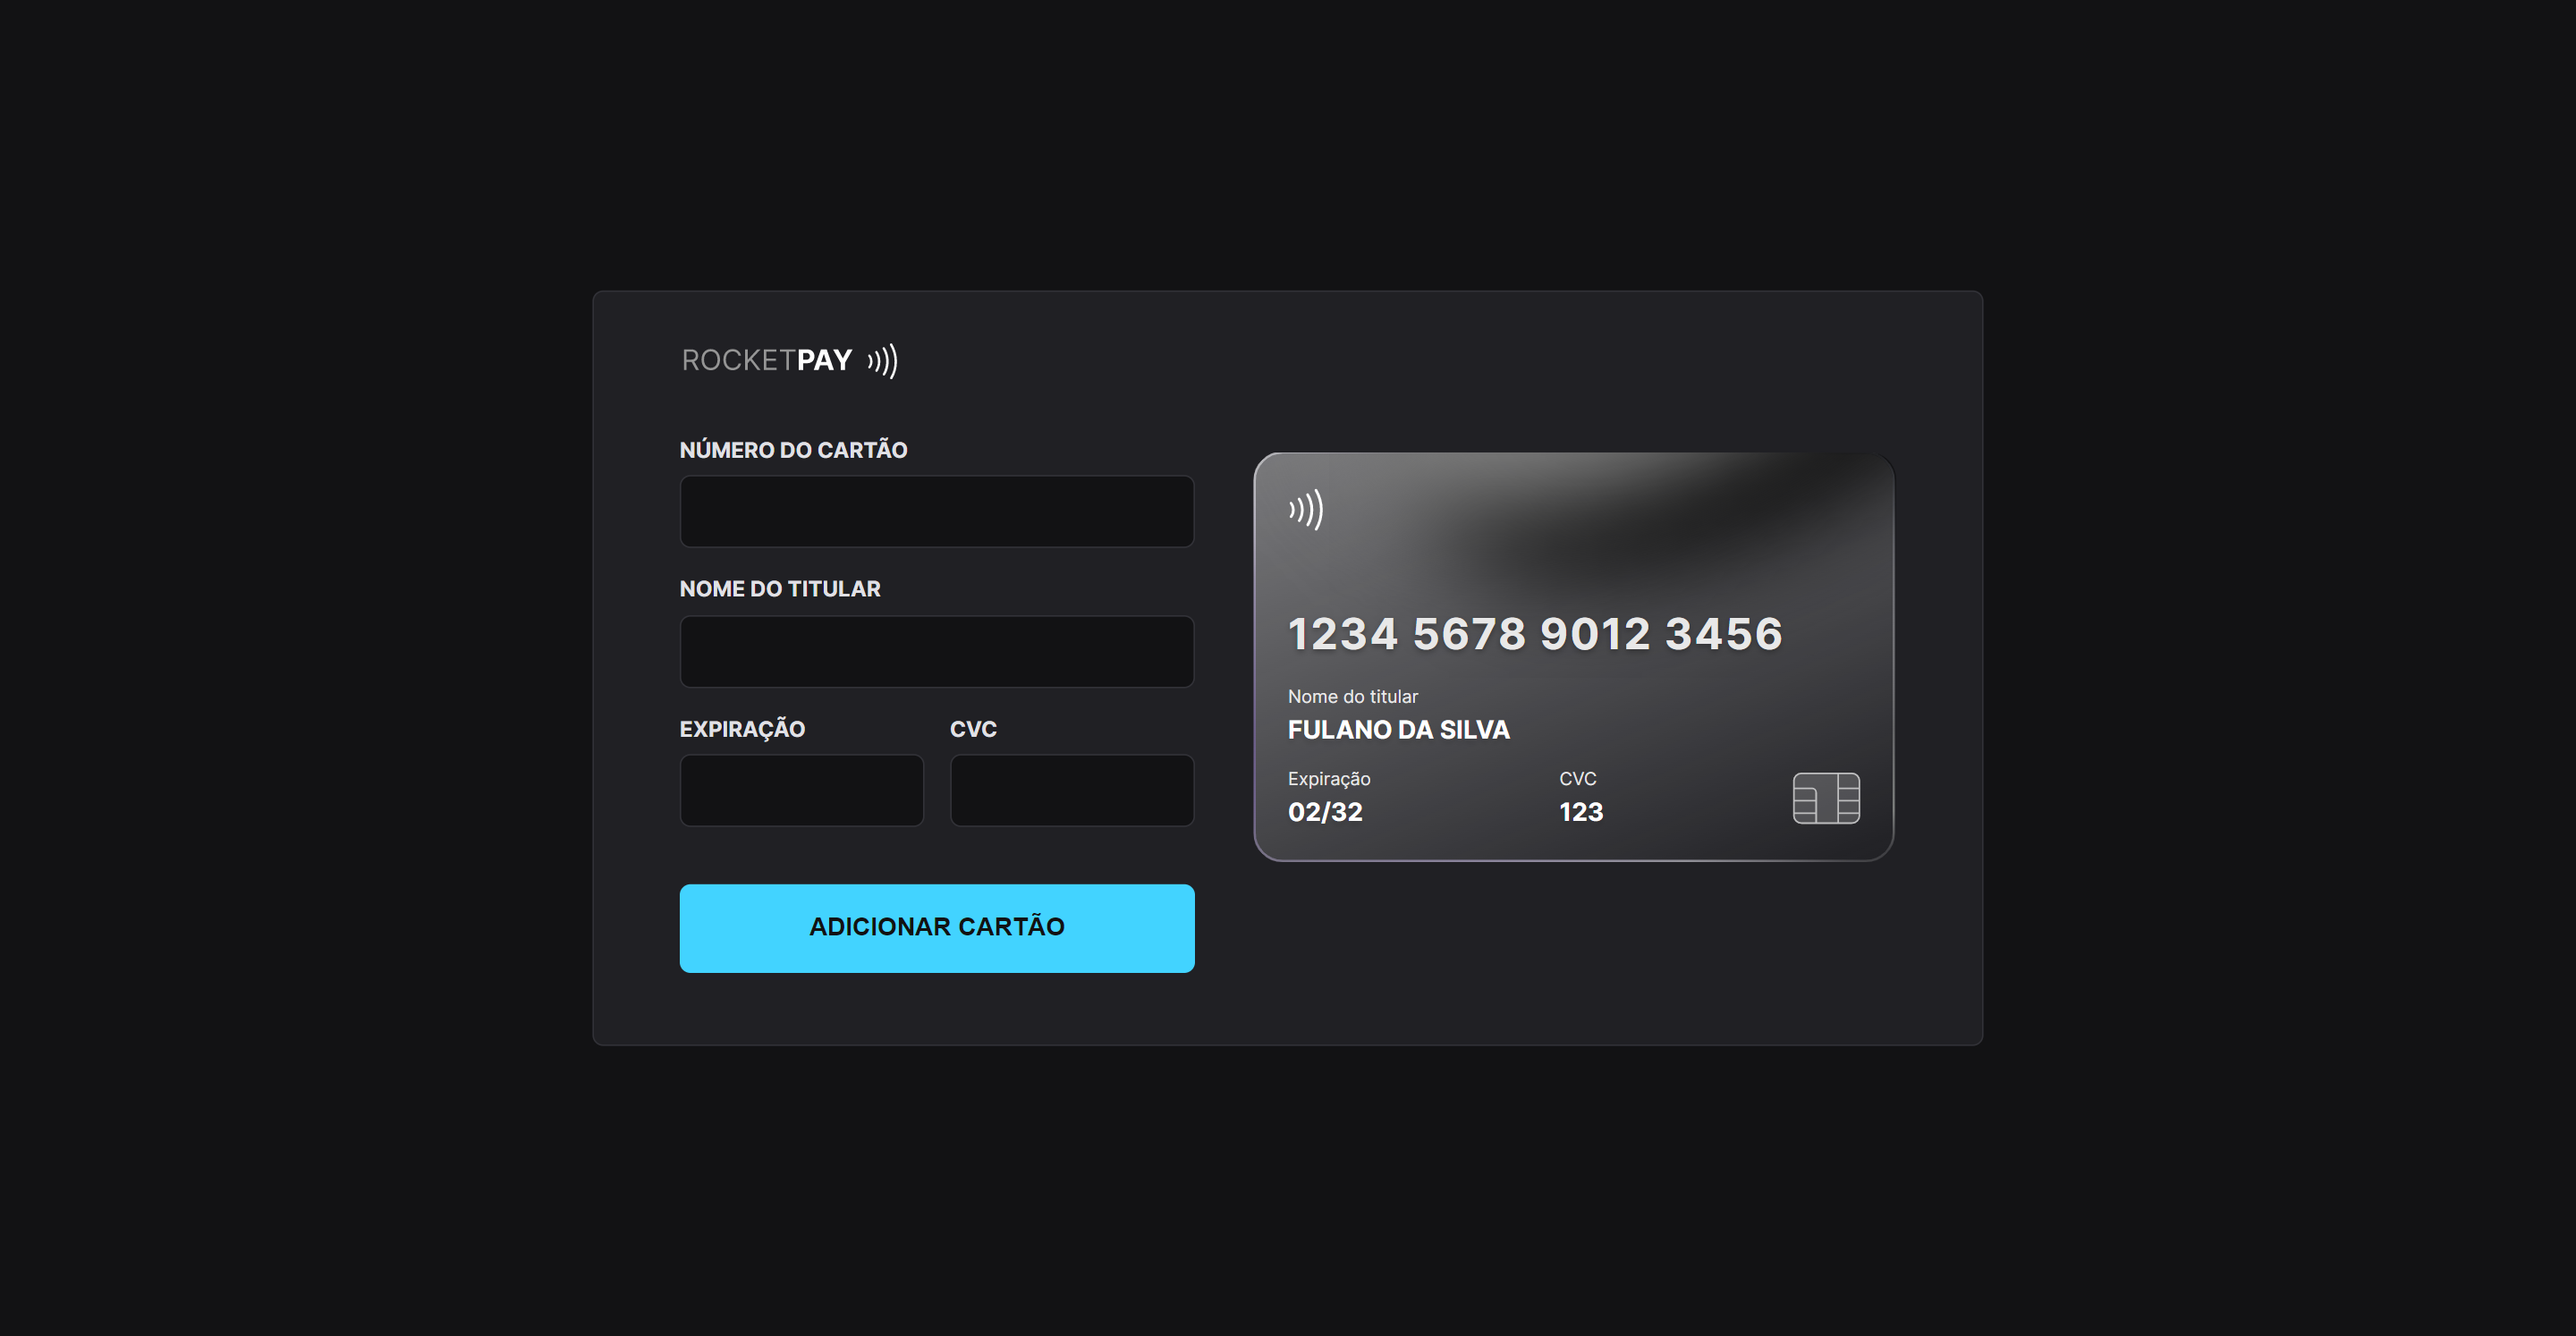 ROCKETPAY
NÚMERO DO CARTÃO
NOME DO TITULAR
EXPIRAÇÃO CVC
ADICIONAR CARTÃO
1234 5678 9012 3456
Nome do titular
FULANO DA SILVA
Expiração CVC
02/32 123